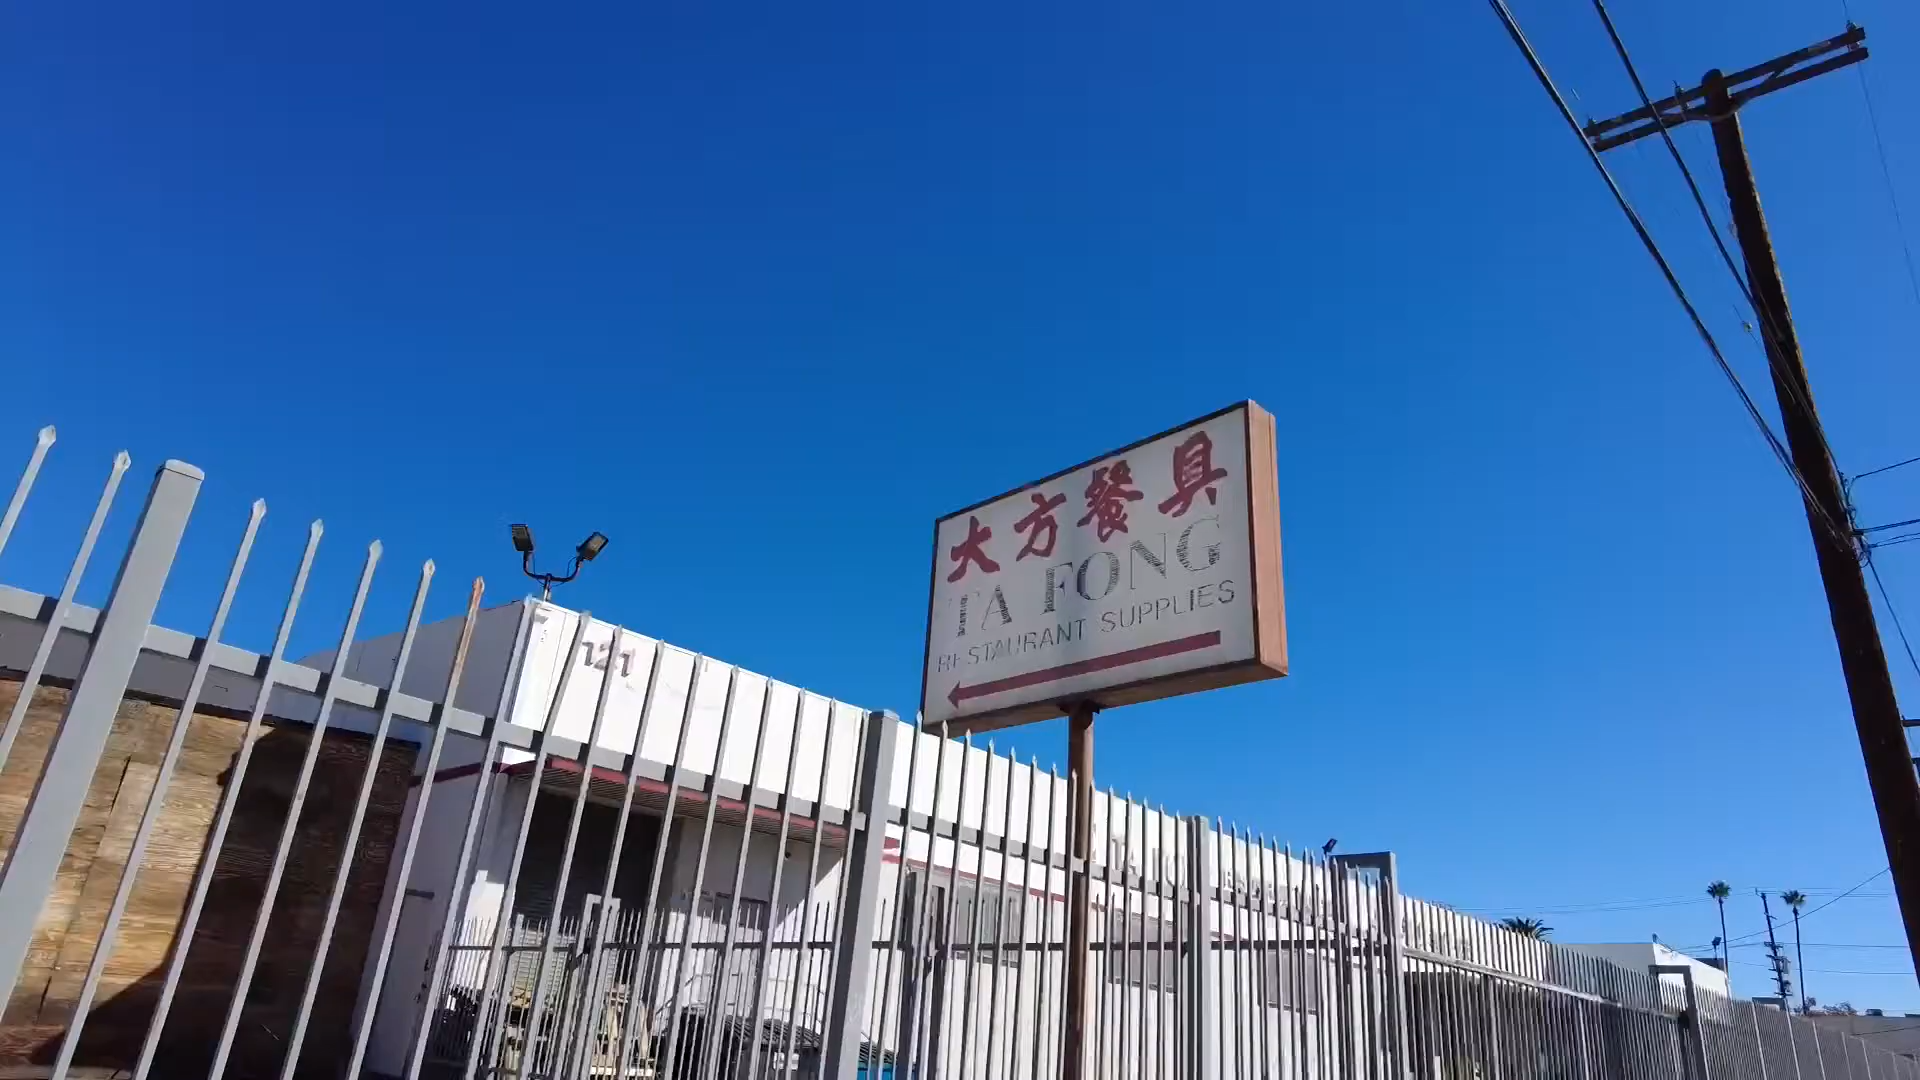 大方餐具
TA FONG
RESTAURANT SUPPLIES
121